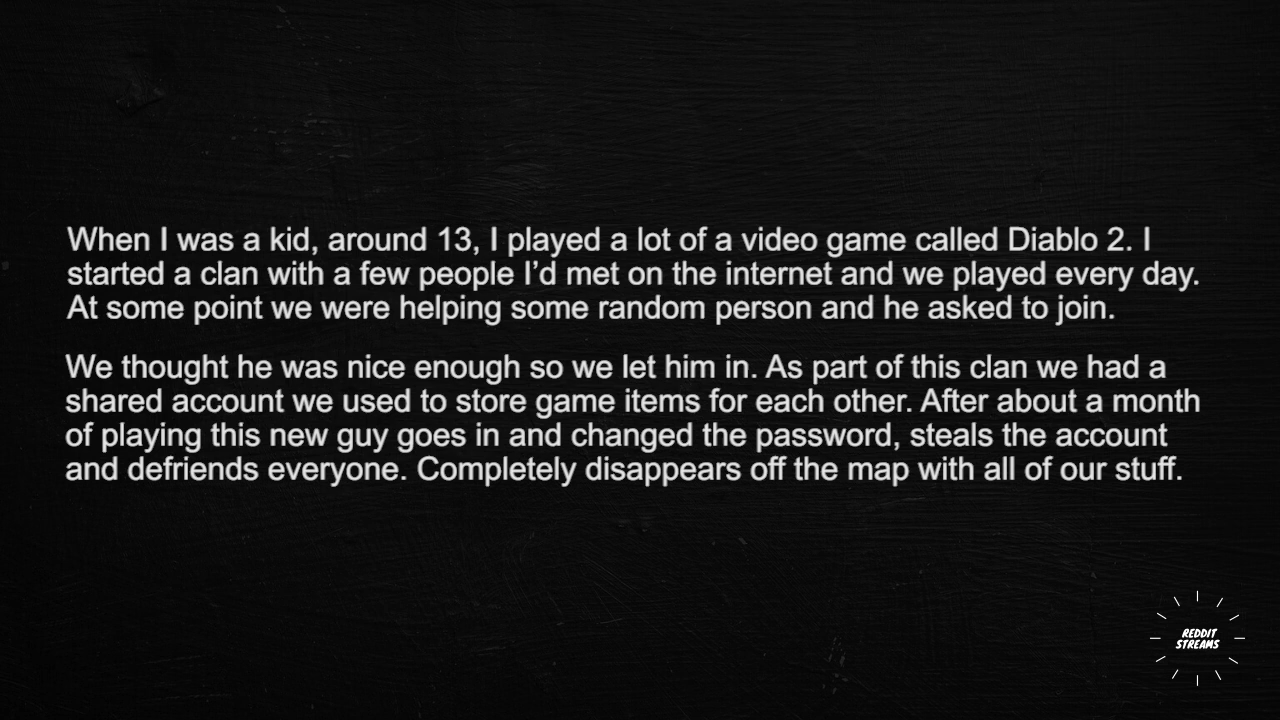 When I was a kid, around 13, I played a lot of a video game called Diablo 2. I
started a clan with a few people I’d met on the internet and we played every day.
At some point we were helping some random person and he asked to join.
We thought he was nice enough so we let him in. As part of this clan we had a
shared account we used to store game items for each other. After about a month
of playing this new guy goes in and changed the password, steals the account
and defriends everyone. Completely disappears off the map with all of our stuff.
REDDIT
STREAMS